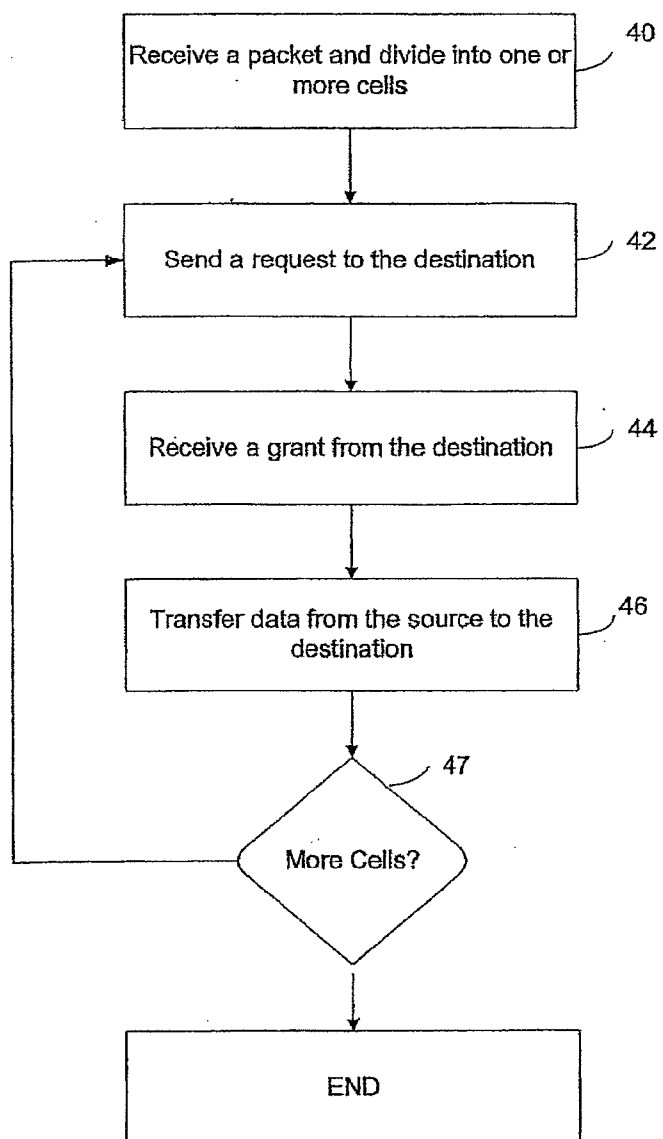 Receive a packet and divide into one or
more cells
40
Send a request to the destination
42
Receive a grant from the destination
44
Transfer data from the source to the
destination
46
47
More Cells?
END